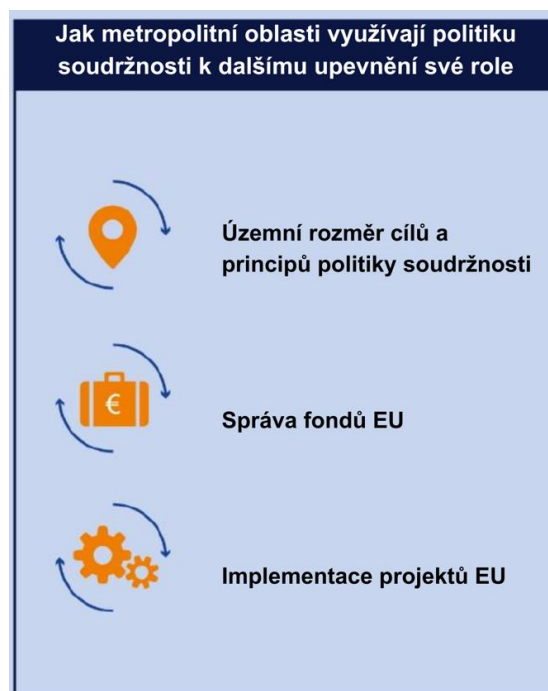 Jak metropolitní oblasti využívají politiku
soudržnosti k dalšímu upevnění své role
Územní rozměr cílů a
principů politiky soudržnosti
€
Správa fondů EU
Implementace projektů EU